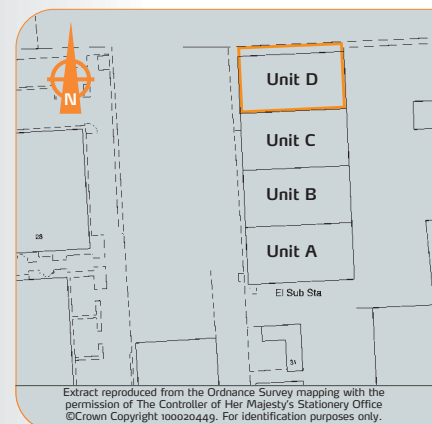 N
Unit D
Unit C
Unit B
Unit A
28
El Sub Sta
31
Extract reproduced from the Ordnance Survey mapping with the
permission of The Controller of Her Majesty's Stationery Office
©Crown Copyright 100020449. For identification purposes only.